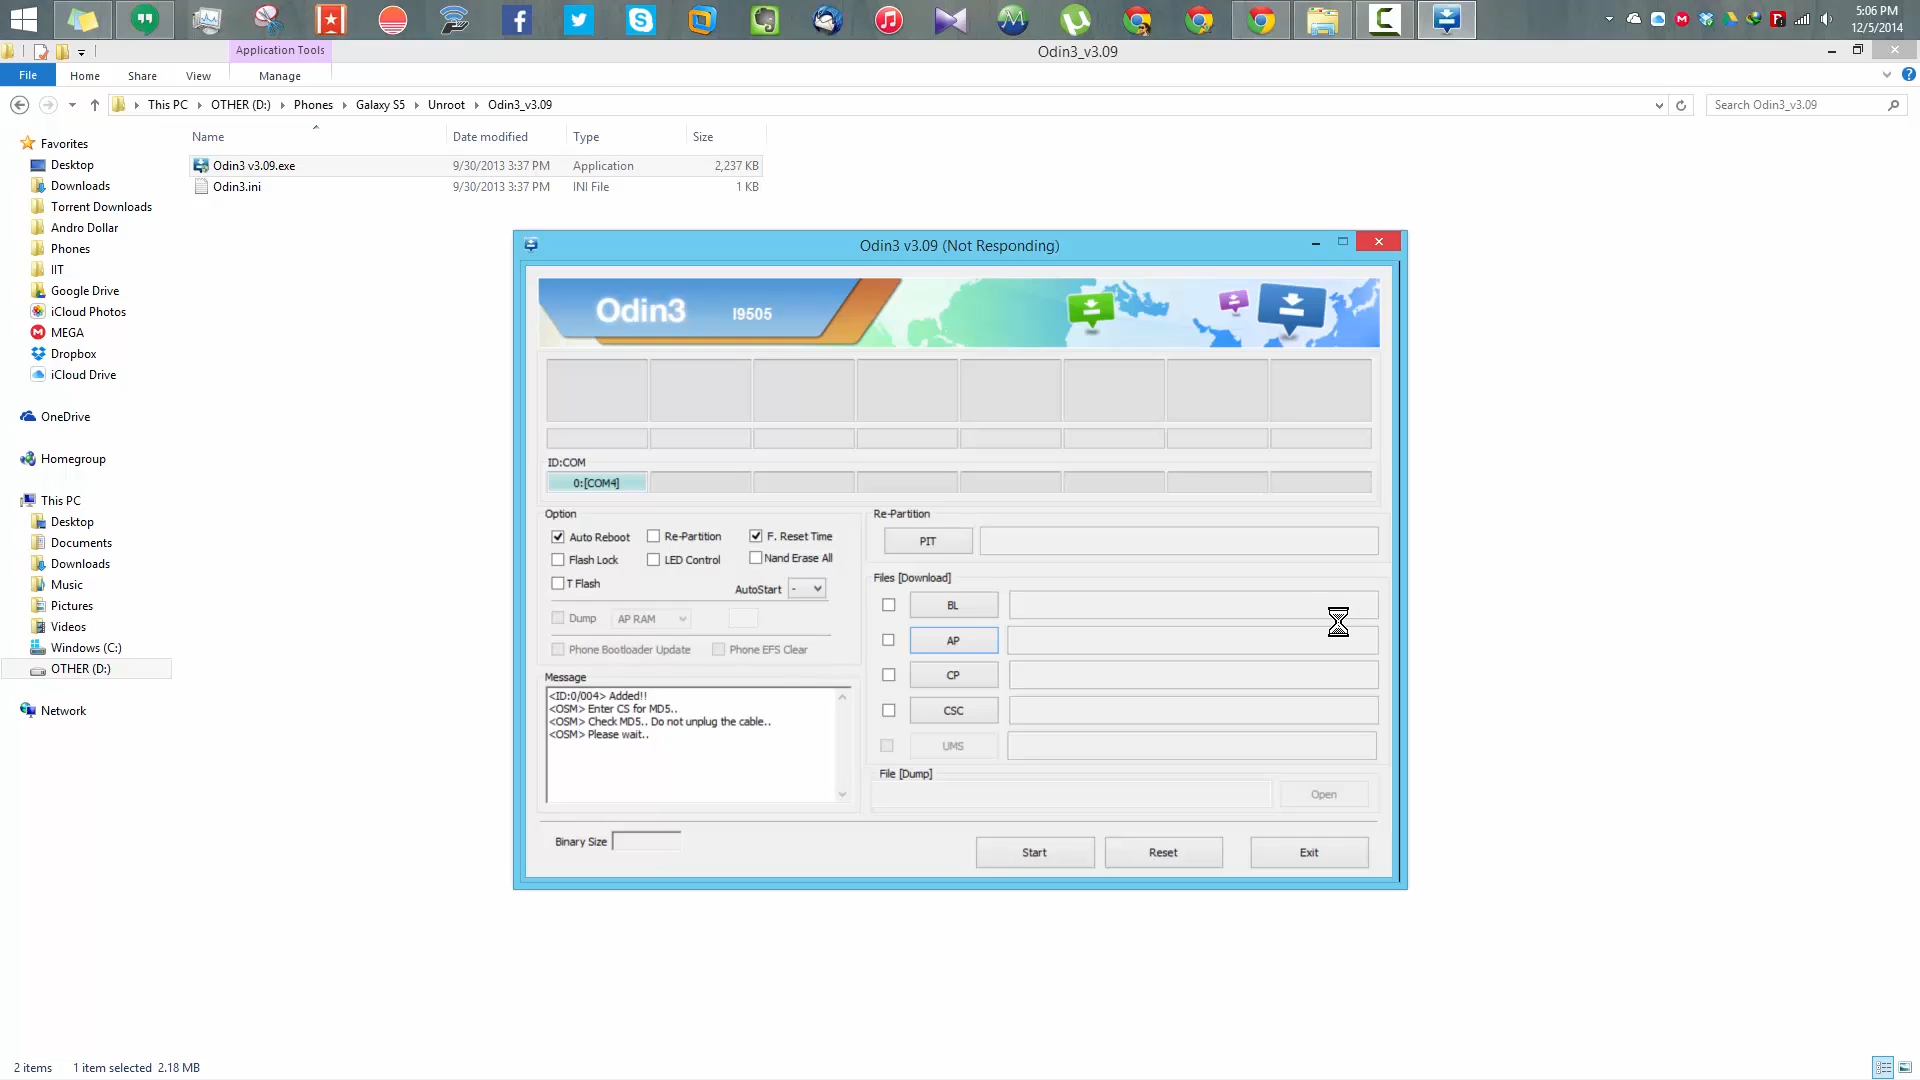 5:06 PM
12/5/2014
Application Tools
Odin3_v3.09
File Home Share View Manage
This PC OTHER (D:) Phones Galaxy S5 Unroot Odin3_v3.09
Search Odin3_v3.09
Name Date modified Type Size
Odin3 v3.09.exe 9/30/2013 3:37 PM Application 2,237 KB
Odin3.ini 9/30/2013 3:37 PM INI File 1 KB
Favorites
Desktop
Downloads
Torrent Downloads
Andro Dollar
Phones
IIT
Google Drive
iCloud Photos
MEGA
Dropbox
iCloud Drive
OneDrive
Homegroup
This PC
Desktop
Documents
Downloads
Music
Pictures
Videos
Windows (C:)
OTHER (D:)
Network
Odin3 v3.09 (Not Responding)
Odin3 I9505
ID:COM
0:[COM4]
Option
Auto Reboot Re-Partition F. Reset Time
Flash Lock LED Control Nand Erase All
T Flash AutoStart -
Dump AP RAM
Phone Bootloader Update Phone EFS Clear
Message
<ID:0/004> Added!!
<OSM> Enter CS for MD5..
<OSM> Check MD5.. Do not unplug the cable..
<OSM> Please wait..
Re-Partition
PIT
Files [Download]
BL
AP
CP
CSC
UMS
File [Dump]
Open
Binary Size
Start Reset Exit
2 items 1 item selected 2.18 MB